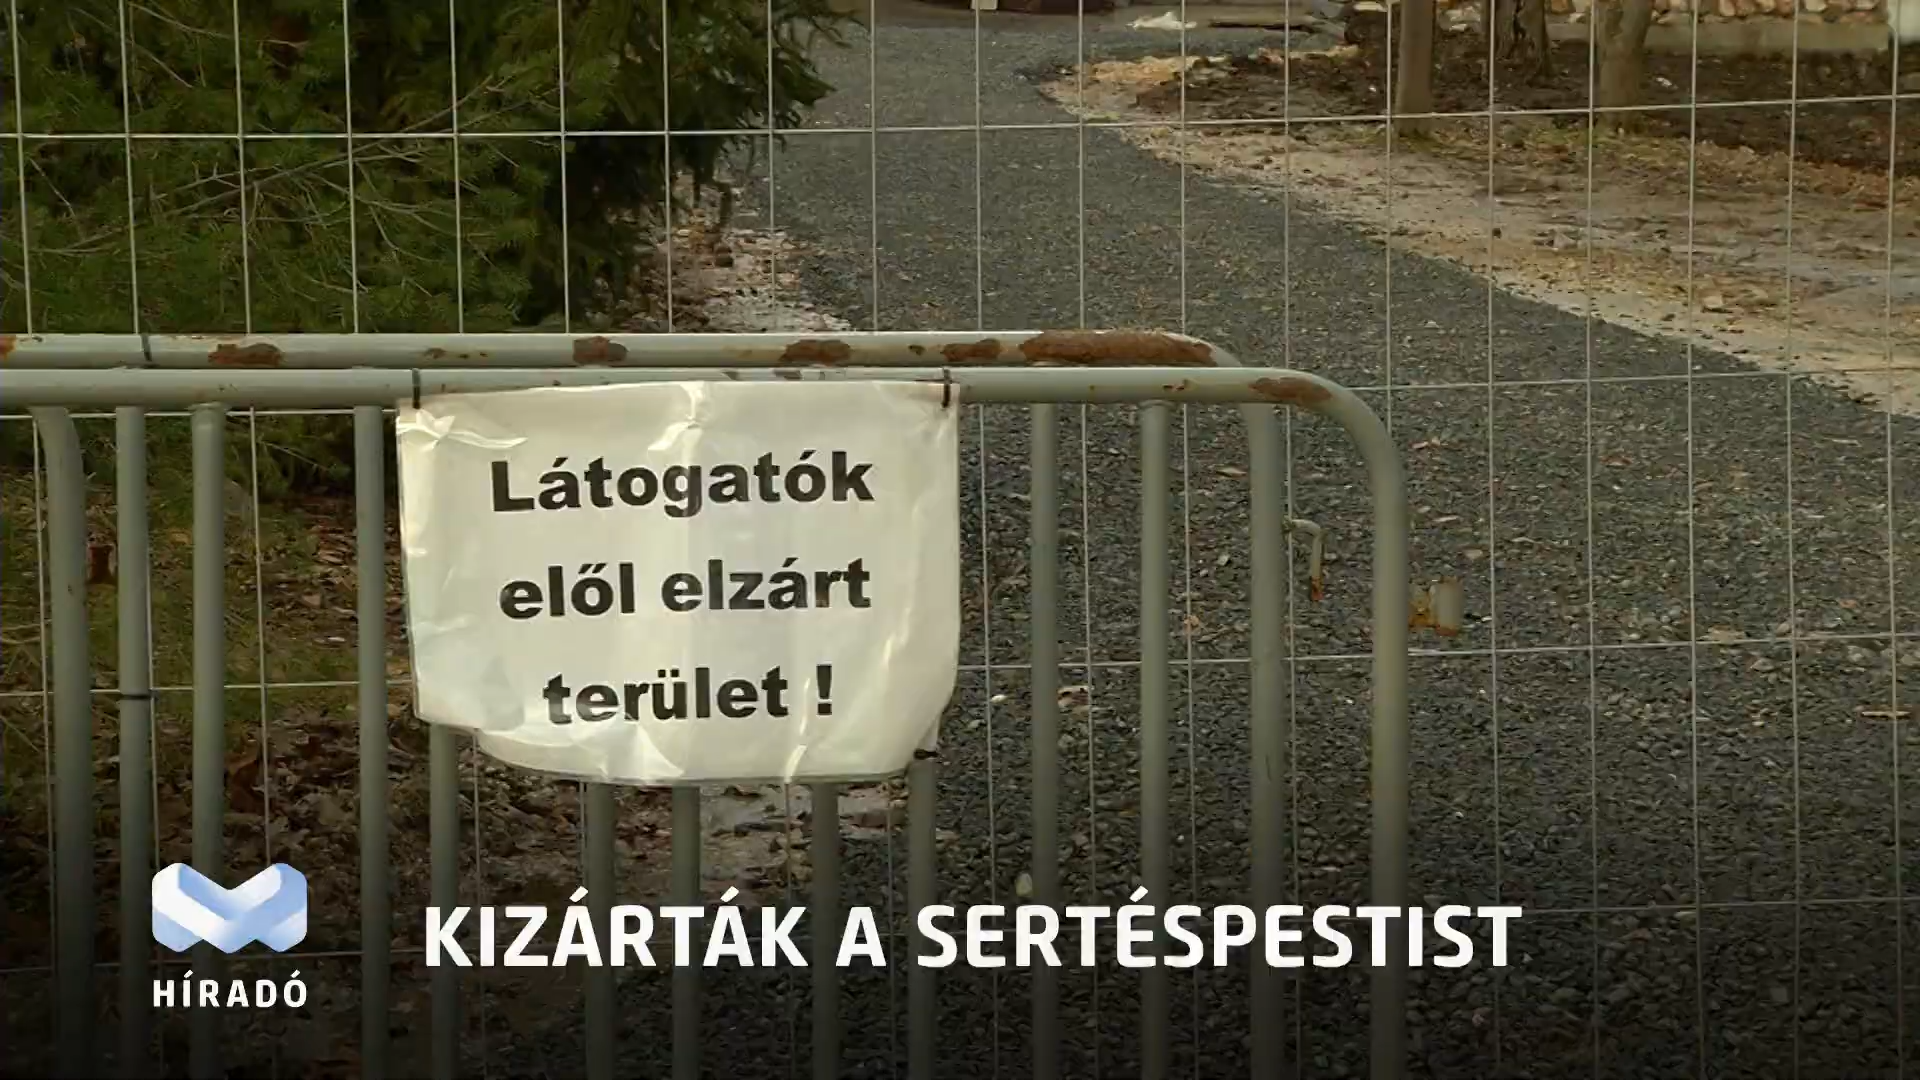 Látogatók
elől elzárt
terület !
KIZÁRTÁK A SERTÉSPESTIST
HÍRADÓ